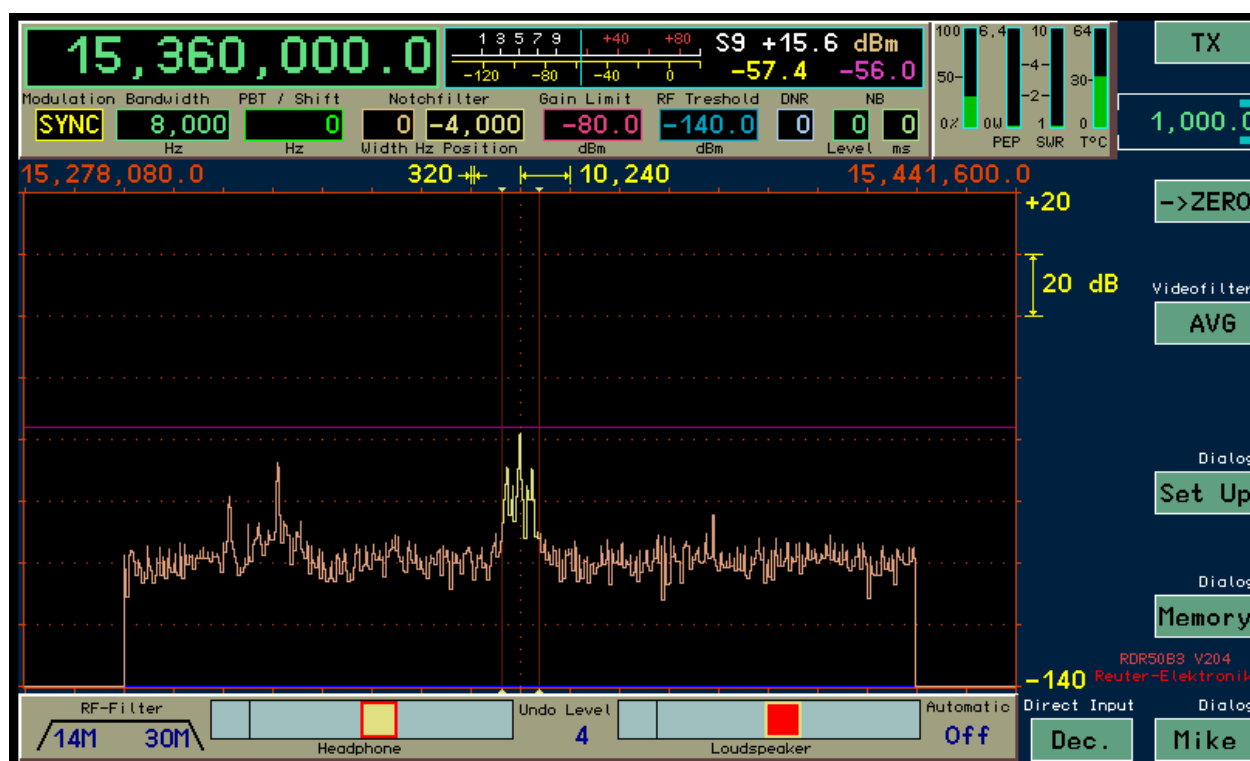 15,360,000.0
1 3 5 7 9 +40 +80 S9 +15.6 dBm
-120 -80 -40 0 -57.4 -56.0
100 6,4 10 64
50- -4- 30-
-2-
0% 0W 1 0
PEP SWR T°C
TX
1,000.0
Modulation Bandwidth PBT / Shift Notchfilter Gain Limit RF Treshold DNR NB
SYNC 8,000 0 0 -4,000 -80.0 -140.0 0 0 0
Hz Hz Width Hz Position dBm dBm Level ms
15,278,080.0 320 10,240 15,441,600.0
+20
->ZERO
20 dB
Videofilter
AVG
Dialog
Set Up
Dialog
Memory
RDR50B3 V204
-140 Reuter-Elektronik
RF-Filter Undo Level Automatic Direct Input Dialog
14M 30M 4 Off Dec. Mike
Headphone Loudspeaker